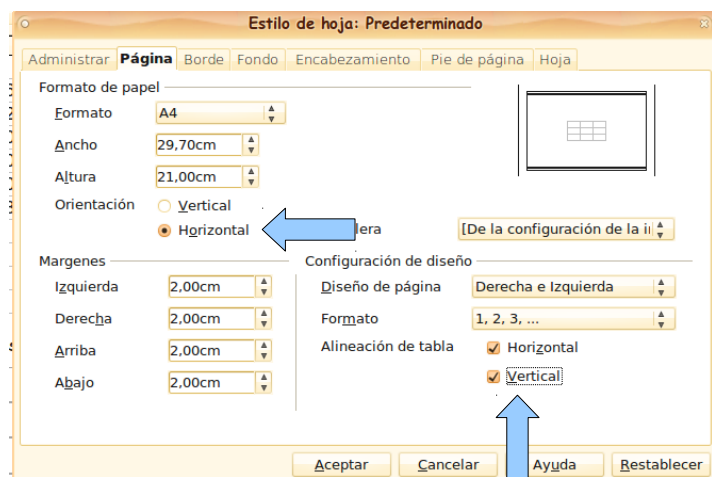 Estilo de hoja: Predeterminado
Administrar Página Borde Fondo Encabezamiento Pie de página Hoja
Formato de papel
Formato A4
Ancho 29,70cm
Altura 21,00cm
Orientación Vertical
Horizontal lera [De la configuración de la i
Margenes Configuración de diseño
Izquierda 2,00cm Diseño de página Derecha e Izquierda
Derecha 2,00cm Formato 1, 2, 3, ...
Arriba 2,00cm Alineación de tabla Horizontal
Abajo 2,00cm Vertical
Aceptar Cancelar Ayuda Restablecer